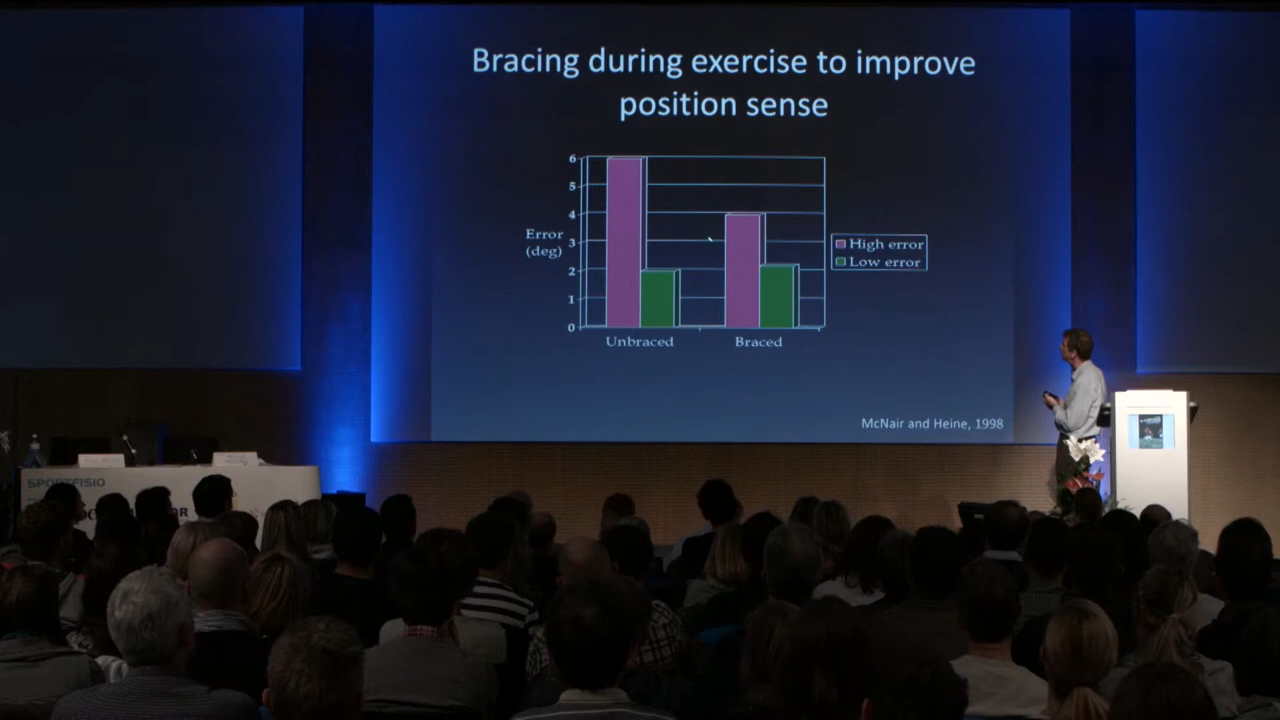 Bracing during exercise to improve
position sense
6
5
4
3
2
1
0
Error
(deg)
High error
Low error
Unbraced
Braced
McNair and Heine, 1998
SPORTFISIO